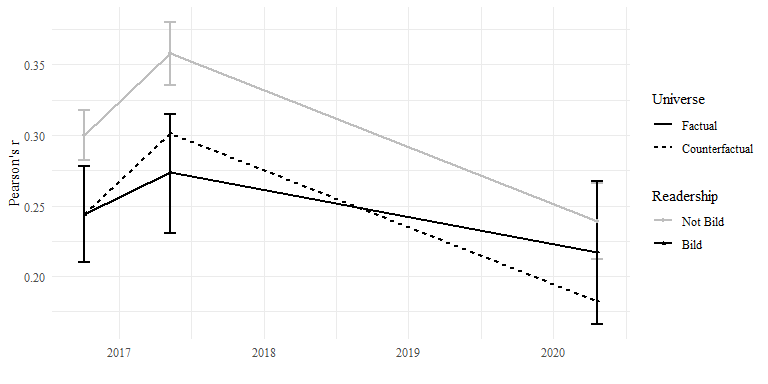 Pearson's r
0.35
0.30
0.25
0.20
2017
2018
2019
2020
Universe
Factual
Counterfactual
Readership
Not Bild
Bild